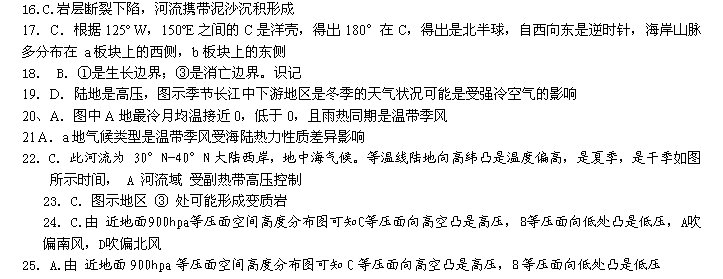 16.C.岩层断裂下陷，河流携带泥沙沉积形成
17. C．根据 125° W，150°E 之间的 C 是洋壳，得出 180° 在 C，得出是北半球，自西向东是逆时针，海岸山脉
多分布在 a板块上的西侧，b 板块上的东侧
18. B．①是生长边界；③是消亡边界。识记
19．D．陆地是高压，图示季节长江中下游地区是冬季的天气状况可能是受强冷空气的影响
20、A．图中 A 地最冷月均温接近 0，低于 0，且雨热同期是温带季风
21A．a地气候类型是温带季风受海陆热力性质差异影响
22. C．此河流为 30° N-40° N 大陆西岸，地中海气候。等温线陆地向高纬凸是温度偏高，是夏季，是干季如图
所示时间， A 河流域 受副热带高压控制
23. C．图示地区 ③ 处可能形成变质岩
24. C.由 近地面900hpa等压面空间高度分布图可知C等压面向高空凸是高压，B等压面向低处凸是低压，A吹
偏南风，D吹偏北风
25. A.由 近地面 900hpa 等压面空间高度分布图可知 C 等压面向高空凸是高压，B 等压面向低处凸是低压